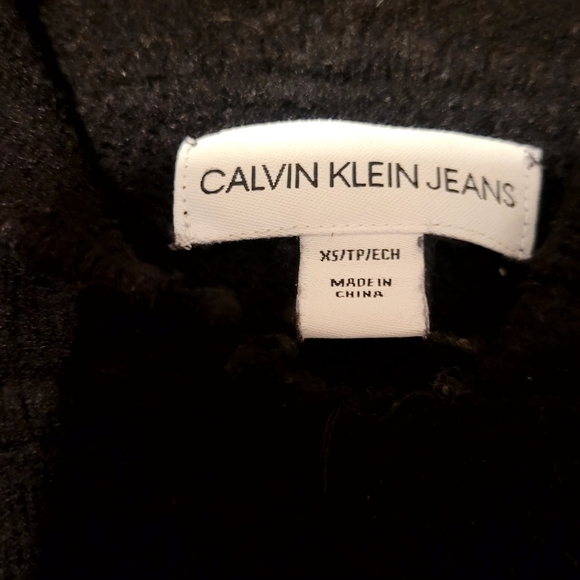 CALVIN KLEIN JEANS
XS/TP/ECH
MADE IN
CHINA